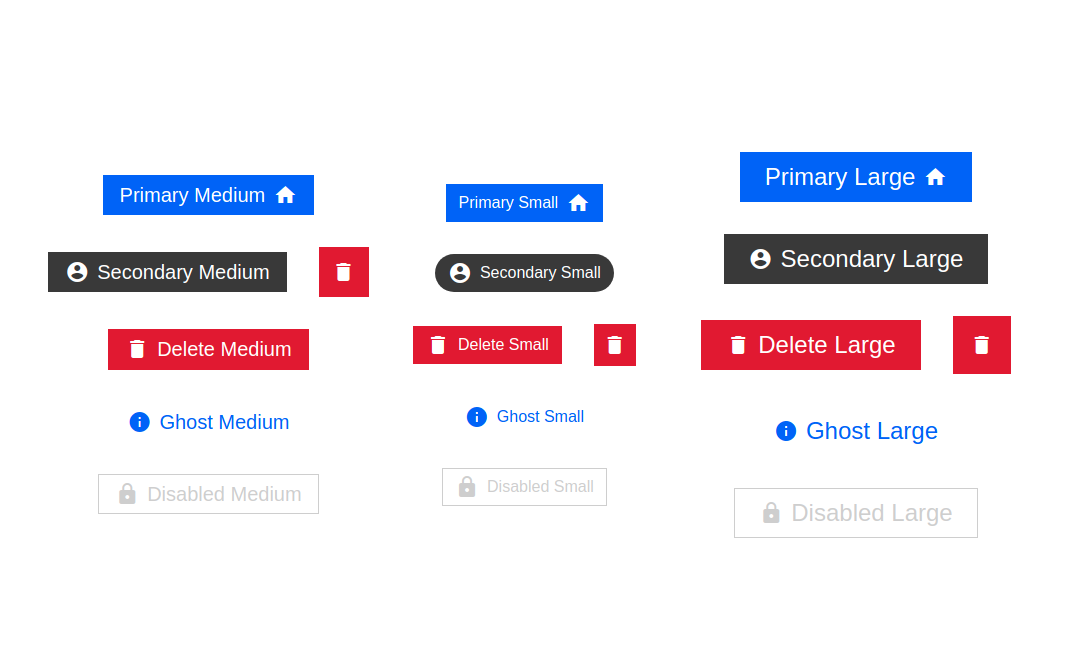 Primary Medium
Secondary Medium
Delete Medium
Ghost Medium
Disabled Medium
Primary Small
Secondary Small
Delete Small
Ghost Small
Disabled Small
Primary Large
Secondary Large
Delete Large
Ghost Large
Disabled Large